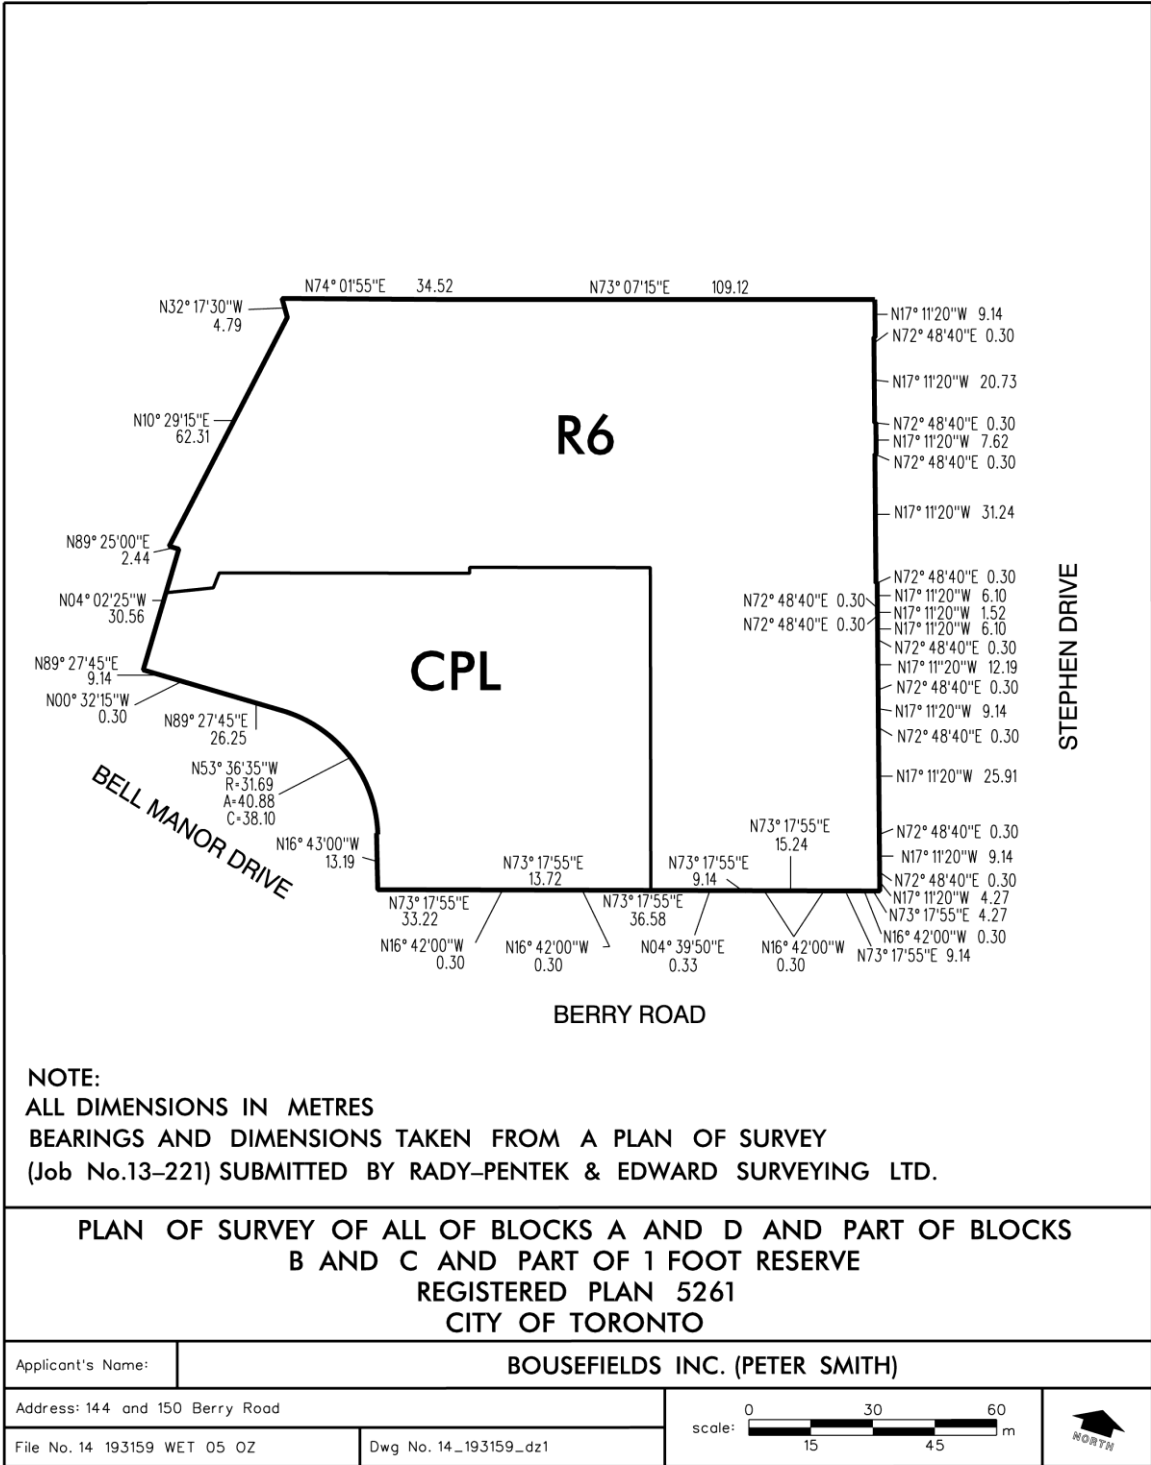 N74° 01'55"E 34.52 N73° 07'15"E 109.12
N32° 17'30"W
4.79
N10° 29'15"E
62.31
N89° 25'00"E
2.44
N04° 02'25"W
30.56
N89° 27'45"E
9.14
N00° 32'15"W
0.30
N89° 27'45"E
26.25
N53° 36'35"W
R=31.69
A=40.88
C=38.10
N16° 43'00"W
13.19
R6
CPL
N17° 11'20"W 9.14
N72° 48'40"E 0.30
N17° 11'20"W 20.73
N72° 48'40"E 0.30
N17° 11'20"W 7.62
N72° 48'40"E 0.30
N17° 11'20"W 31.24
N72° 48'40"E 0.30
N17° 11'20"W 6.10
N72° 48'40"E 0.30
N17° 11'20"W 1.52
N72° 48'40"E 0.30
N17° 11'20"W 6.10
N72° 48'40"E 0.30
N17° 11'20"W 12.19
N72° 48'40"E 0.30
N17° 11'20"W 9.14
N72° 48'40"E 0.30
N17° 11'20"W 25.91
N72° 48'40"E 0.30
N17° 11'20"W 9.14
N72° 48'40"E 0.30
N17° 11'20"W 4.27
N73° 17'55"E 4.27
N16° 42'00"W 0.30
N73° 17'55"E 9.14
N73° 17'55"E
15.24
N73° 17'55"E
13.72
N73° 17'55"E
9.14
N73° 17'55"E
33.22
N73° 17'55"E
36.58
N16° 42'00"W
0.30
N16° 42'00"W
0.30
N04° 39'50"E
0.33
N16° 42'00"W
0.30
STEPHEN DRIVE
BELL MANOR DRIVE
BERRY ROAD
NOTE:
ALL DIMENSIONS IN METRES
BEARINGS AND DIMENSIONS TAKEN FROM A PLAN OF SURVEY
(Job No.13–221) SUBMITTED BY RADY–PENTEK & EDWARD SURVEYING LTD.
PLAN OF SURVEY OF ALL OF BLOCKS A AND D AND PART OF BLOCKS
B AND C AND PART OF 1 FOOT RESERVE
REGISTERED PLAN 5261
CITY OF TORONTO
Applicant's Name: BOUSEFIELDS INC. (PETER SMITH)
Address: 144 and 150 Berry Road
File No. 14 193159 WET 05 OZ
Dwg No. 14_193159_dz1
0 30 60
scale: m
15 45
NORTH